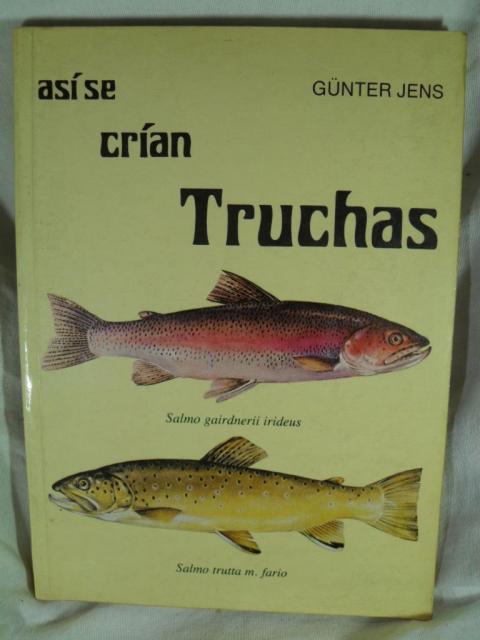 así se
GÜNTER JENS
crían
Truchas
Salmo gairdnerii irideus
Salmo trutta m. fario